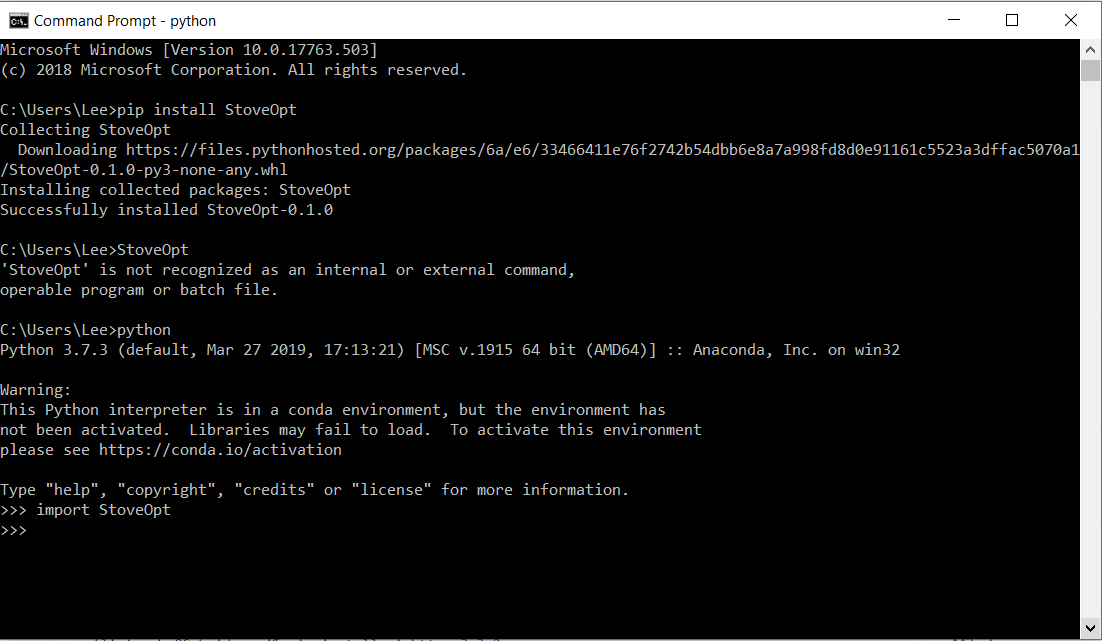 Command Prompt - python
Microsoft Windows [Version 10.0.17763.503]
(c) 2018 Microsoft Corporation. All rights reserved.
C:\Users\Lee>pip install StoveOpt
Collecting StoveOpt
  Downloading https://files.pythonhosted.org/packages/6a/e6/33466411e76f2742b54dbb6e8a7a998fd8d0e91161c5523a3dffac5070a1
/StoveOpt-0.1.0-py3-none-any.whl
Installing collected packages: StoveOpt
Successfully installed StoveOpt-0.1.0
C:\Users\Lee>StoveOpt
'StoveOpt' is not recognized as an internal or external command,
operable program or batch file.
C:\Users\Lee>python
Python 3.7.3 (default, Mar 27 2019, 17:13:21) [MSC v.1915 64 bit (AMD64)] :: Anaconda, Inc. on win32
Warning:
This Python interpreter is in a conda environment, but the environment has
not been activated.  Libraries may fail to load.  To activate this environment
please see https://conda.io/activation
Type "help", "copyright", "credits" or "license" for more information.
>>> import StoveOpt
>>>